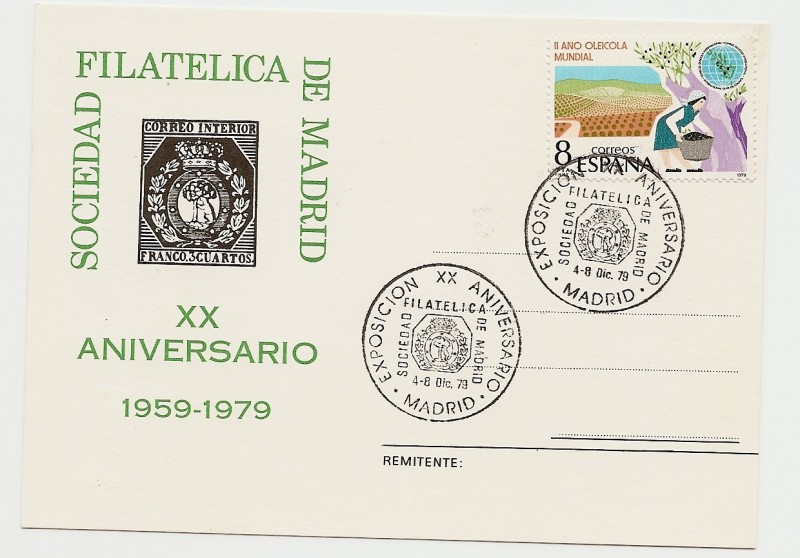 SOCIEDAD
FILATELICA
DE MADRID
CORREO INTERIOR
FRANCO.3CUARTOS.
XX
ANIVERSARIO
1959-1979
II AÑO OLEICOLA
MUNDIAL
8
correos
ESPAÑA
1979
EXPOSICION XX ANIVERSARIO
SOCIEDAD
FILATELICA
DE MADRID
4-8 Dic. 79
· MADRID ·
EXPOSICION XX ANIVERSARIO
SOCIEDAD
FILATELICA
DE MADRID
4-8 Dic. 79
· MADRID ·
REMITENTE: